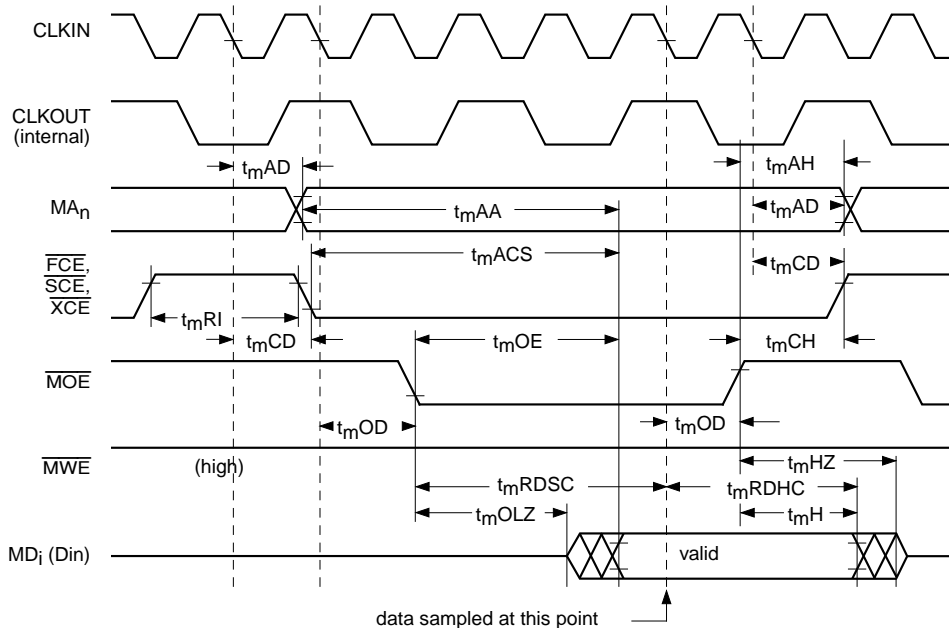 CLKIN
CLKOUT
(internal)
tmAD
tmAH
MAn
tmAA
tmAD
tmACS
FCE,
SCE,
XCE
tmCD
tmRI
tmCD
tmOE
tmCH
MOE
tmOD
tmOD
MWE
(high)
tmHZ
tmRDSC
tmRDHC
tmOLZ
tmH
MDi (Din)
valid
data sampled at this point